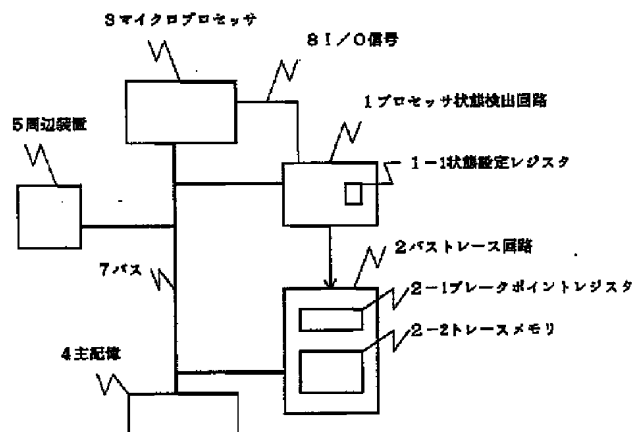 3マイクロプロセッサ
8I/O信号
1プロセッサ状態検出回路
5周辺装置
1-1状態設定レジスタ
2バストレース回路
7バス
2-1ブレークポイントレジスタ
2-2トレースメモリ
4主記憶